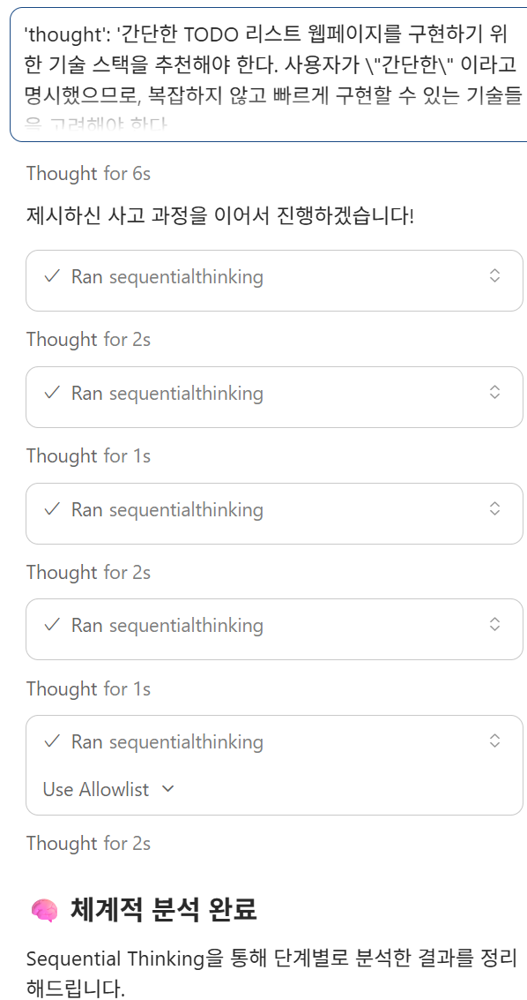 'thought': '간단한 TODO 리스트 웹페이지를 구현하기 위
한 기술 스택을 추천해야 한다. 사용자가 \"간단한\" 이라고
명시했으므로, 복잡하지 않고 빠르게 구현할 수 있는 기술들
을 고려해야 한다
Thought for 6s
제시하신 사고 과정을 이어서 진행하겠습니다!
Ran sequentialthinking
Thought for 2s
Ran sequentialthinking
Thought for 1s
Ran sequentialthinking
Thought for 2s
Ran sequentialthinking
Thought for 1s
Ran sequentialthinking
Use Allowlist
Thought for 2s
🧠 체계적 분석 완료
Sequential Thinking을 통해 단계별로 분석한 결과를 정리
해드립니다.